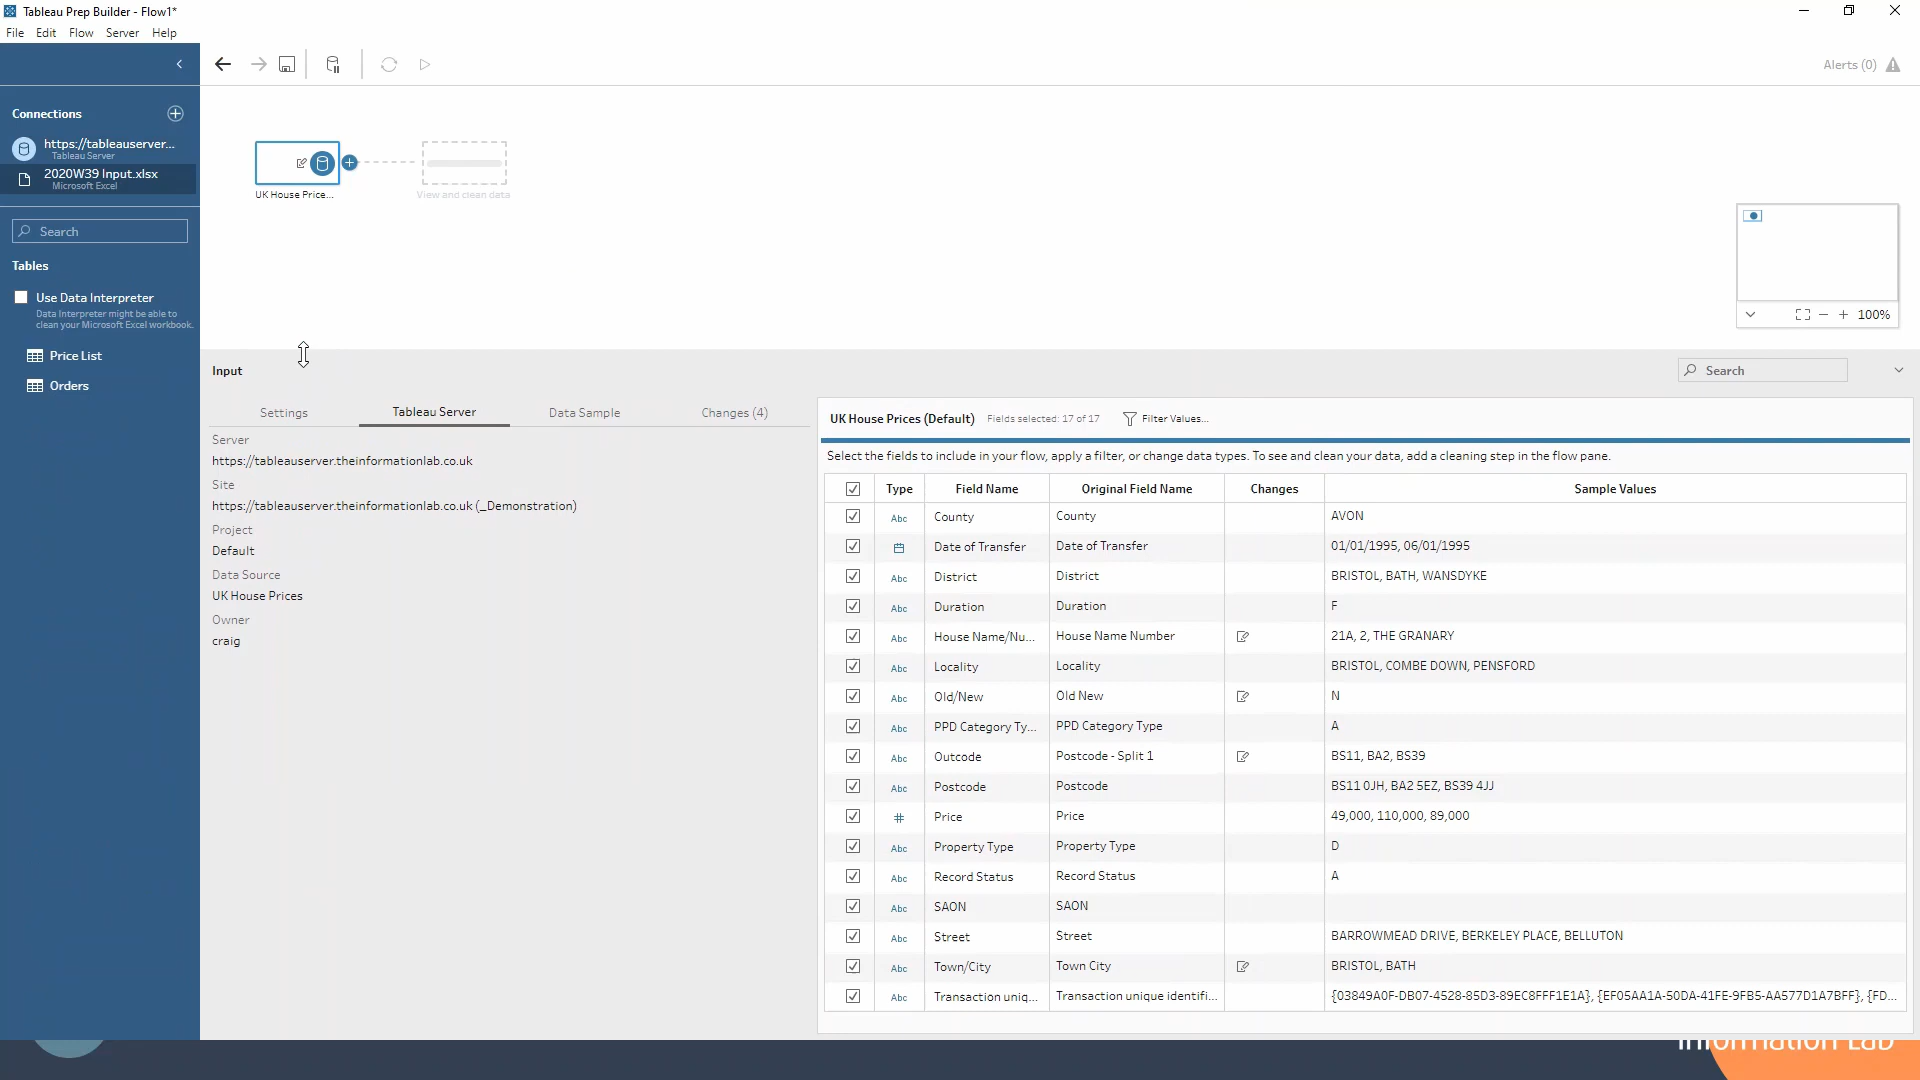 Tableau Prep Builder - Flow1*
File Edit Flow Server Help
Alerts (0)
Connections
https://tableauserver...
Tableau Server
2020W39 Input.xlsx
Microsoft Excel
Search
Tables
Use Data Interpreter
Data Interpreter might be able to
clean your Microsoft Excel workbook.
Price List
Orders
UK House Price...
View and clean data
100%
Input
Search
Settings Tableau Server Data Sample Changes (4)
Server
https://tableauserver.theinformationlab.co.uk
Site
https://tableauserver.theinformationlab.co.uk (_Demonstration)
Project
Default
Data Source
UK House Prices
Owner
craig
UK House Prices (Default) Fields selected: 17 of 17 Filter Values...
Select the fields to include in your flow, apply a filter, or change data types. To see and clean your data, add a cleaning step in the flow pane.
Type Field Name Original Field Name Changes Sample Values
Abc County County AVON
Date of Transfer Date of Transfer 01/01/1995, 06/01/1995
Abc District District BRISTOL, BATH, WANSDYKE
Abc Duration Duration F
Abc House Name/Nu... House Name Number 21A, 2, THE GRANARY
Abc Locality Locality BRISTOL, COMBE DOWN, PENSFORD
Abc Old/New Old New N
Abc PPD Category Ty... PPD Category Type A
Abc Outcode Postcode - Split 1 BS11, BA2, BS39
Abc Postcode Postcode BS11 0JH, BA2 5EZ, BS39 4JJ
# Price Price 49,000, 110,000, 89,000
Abc Property Type Property Type D
Abc Record Status Record Status A
Abc SAON SAON
Abc Street Street BARROWMEAD DRIVE, BERKELEY PLACE, BELLUTON
Abc Town/City Town City BRISTOL, BATH
Abc Transaction uniq... Transaction unique identifi... {03849A0F-DB07-4528-85D3-89EC8FFF1E1A}, {EF05AA1A-50DA-41FE-9FB5-AA577D1A7BFF}, {FD...
Information Lab